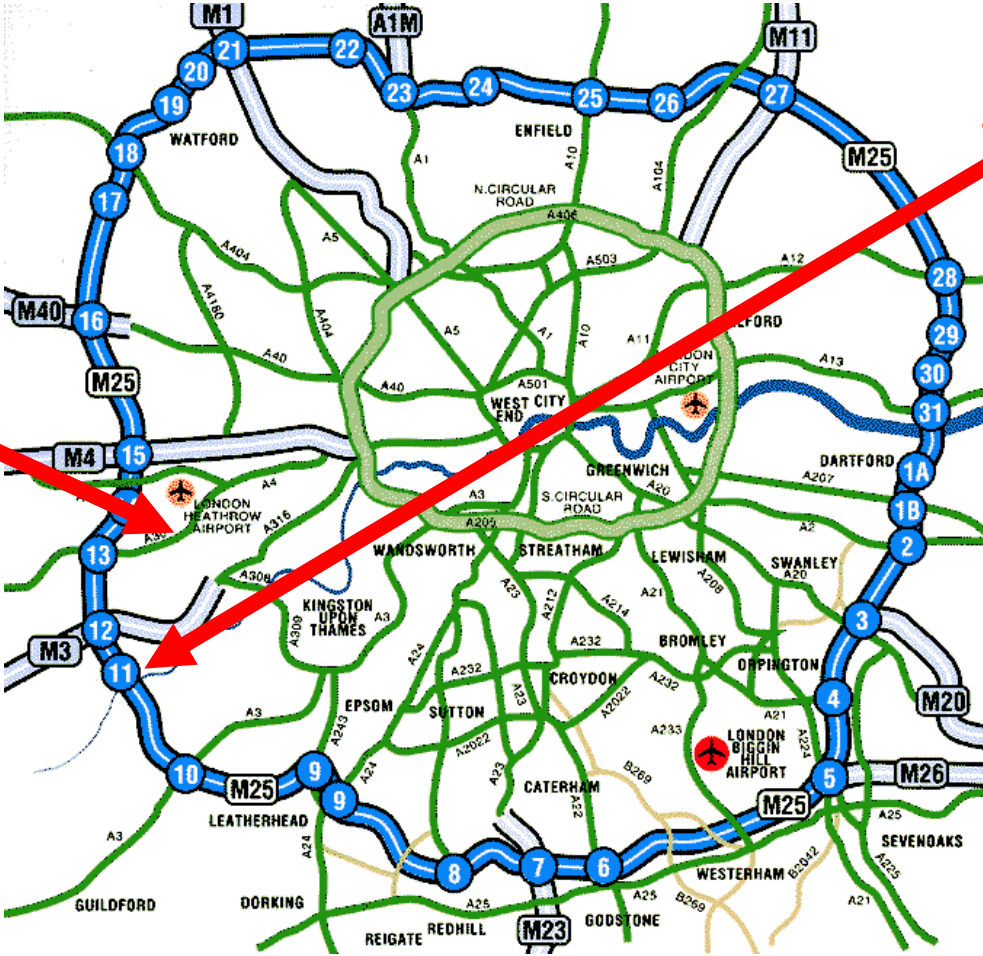 M1
A1M
M11
21
22
20
23
24
25
26
27
19
WATFORD
ENFIELD
18
A1
A10
A104
M25
N.CIRCULAR
ROAD
17
A406
A5
A404
A503
A12
28
A4180
M40
16
A404
A5
A1
A10
A11
29
A40
A13
M25
CITY
AIRPORT
30
A40
A501
WEST
END
CITY
31
M4
15
GREENWICH
DARTFORD
1A
A207
LONDON
HEATHROW
AIRPORT
A4
A316
A3
S.CIRCULAR
ROAD
A20
1B
A205
A2
2
13
WANDSWORTH
STREATHAM
LEWISHAM
SWANLEY
A308
A23
A212
A21
A208
A20
KINGSTON
UPON
THAMES
A309
A3
A214
3
12
M3
A24
A232
BROMLEY
11
A232
CROYDON
A232
ORPINGTON
4
M20
A3
A243
EPSOM
SUTTON
A23
A2022
A21
A233
LONDON
BIGGIN
HILL
AIRPORT
A224
A2022
10
M25
9
A24
A23
B269
5
M26
9
CATERHAM
M25
LEATHERHEAD
A22
A25
A3
A24
SEVENOAKS
8
7
6
WESTERHAM
B2042
A225
GUILDFORD
DORKING
A25
A25
B269
A21
REIGATE
REDHILL
M23
GODSTONE